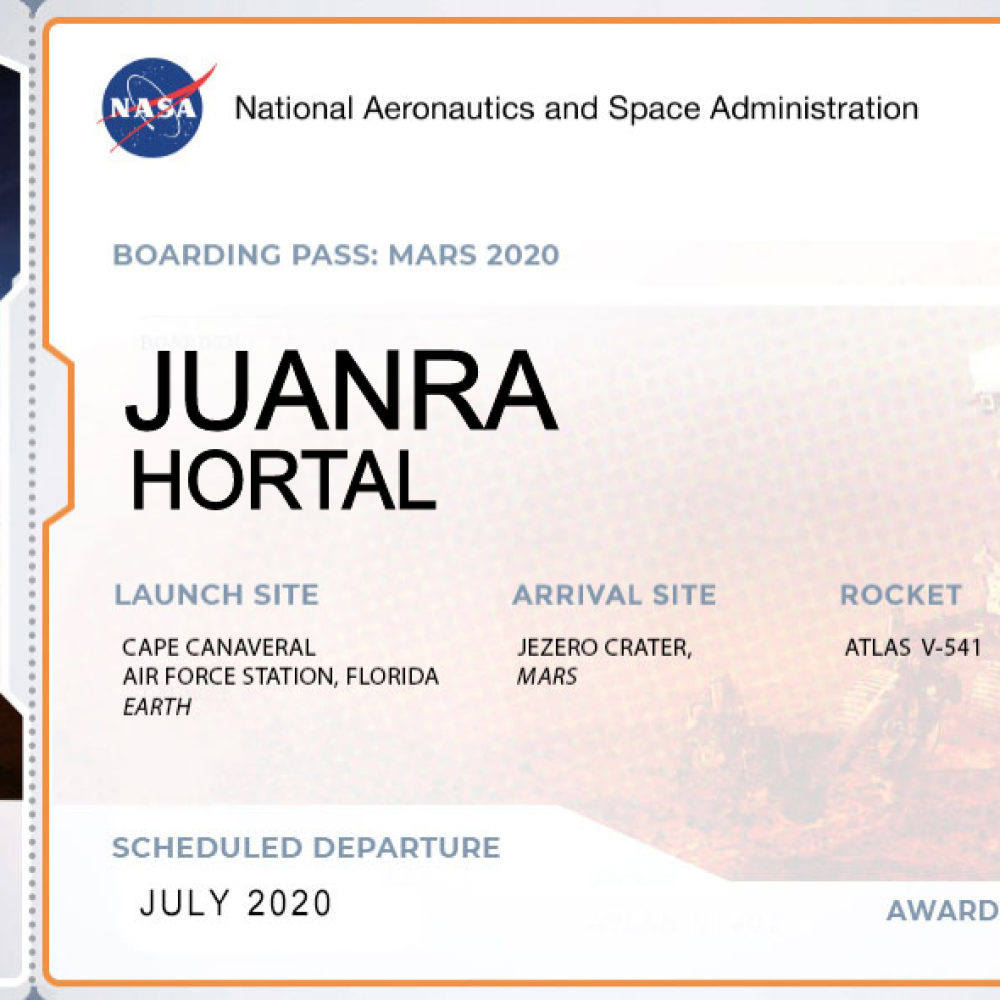 NASA
National Aeronautics and Space Administration
BOARDING PASS: MARS 2020
JUANRA
HORTAL
LAUNCH SITE
CAPE CANAVERAL
AIR FORCE STATION, FLORIDA
EARTH
ARRIVAL SITE
JEZERO CRATER,
MARS
ROCKET
ATLAS V-541
SCHEDULED DEPARTURE
JULY 2020
AWARD